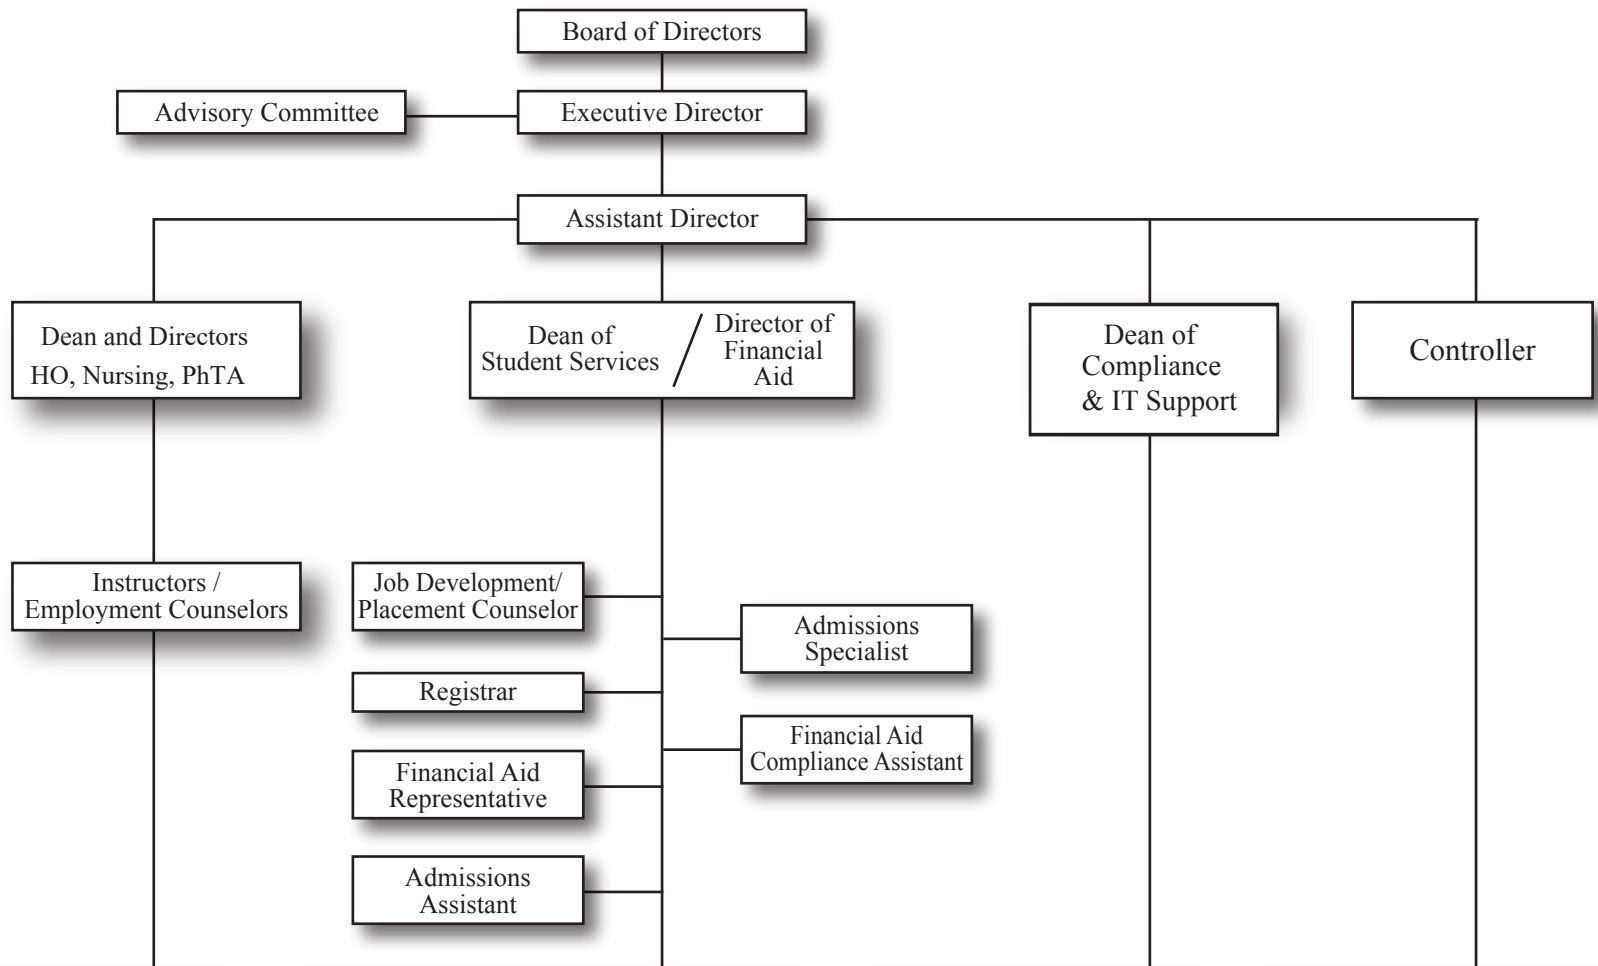 Board of Directors
Advisory Committee
Executive Director
Assistant Director
Dean and Directors
HO, Nursing, PhTA
Dean of
Student Services
/
Director of
Financial
Aid
Dean of
Compliance
& IT Support
Controller
Instructors /
Employment Counselors
Job Development/
Placement Counselor
Admissions
Specialist
Registrar
Financial Aid
Compliance Assistant
Financial Aid
Representative
Admissions
Assistant